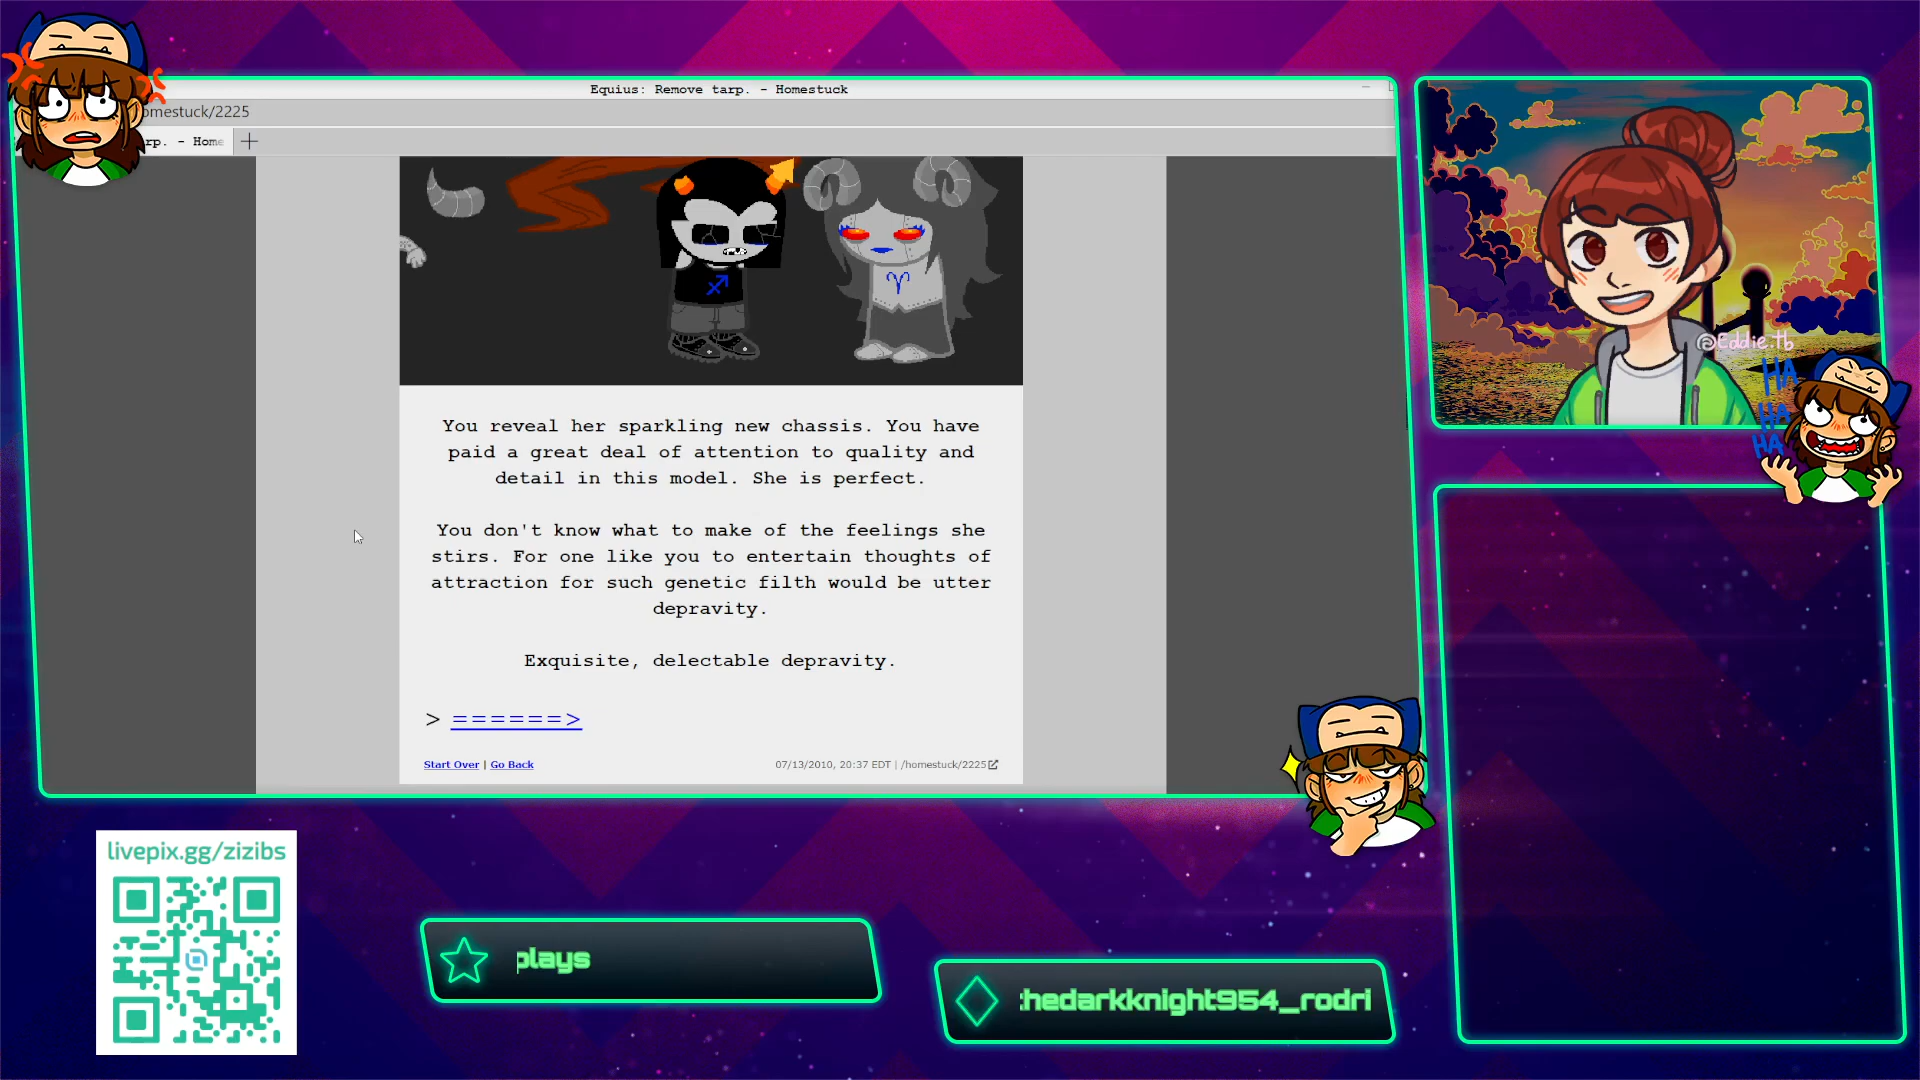 Equius: Remove tarp. - Homestuck
omestuck/2225
rp. - Home
You reveal her sparkling new chassis. You have
paid a great deal of attention to quality and
detail in this model. She is perfect.
You don't know what to make of the feelings she
stirs. For one like you to entertain thoughts of
attraction for such genetic filth would be utter
depravity.
Exquisite, delectable depravity.
> ======>
Start Over | Go Back
07/13/2010, 20:37 EDT | /homestuck/2225
@Eddie.tb
HA
HA
HA
livepix.gg/zizibs
plays
hedarkknight954_rodri